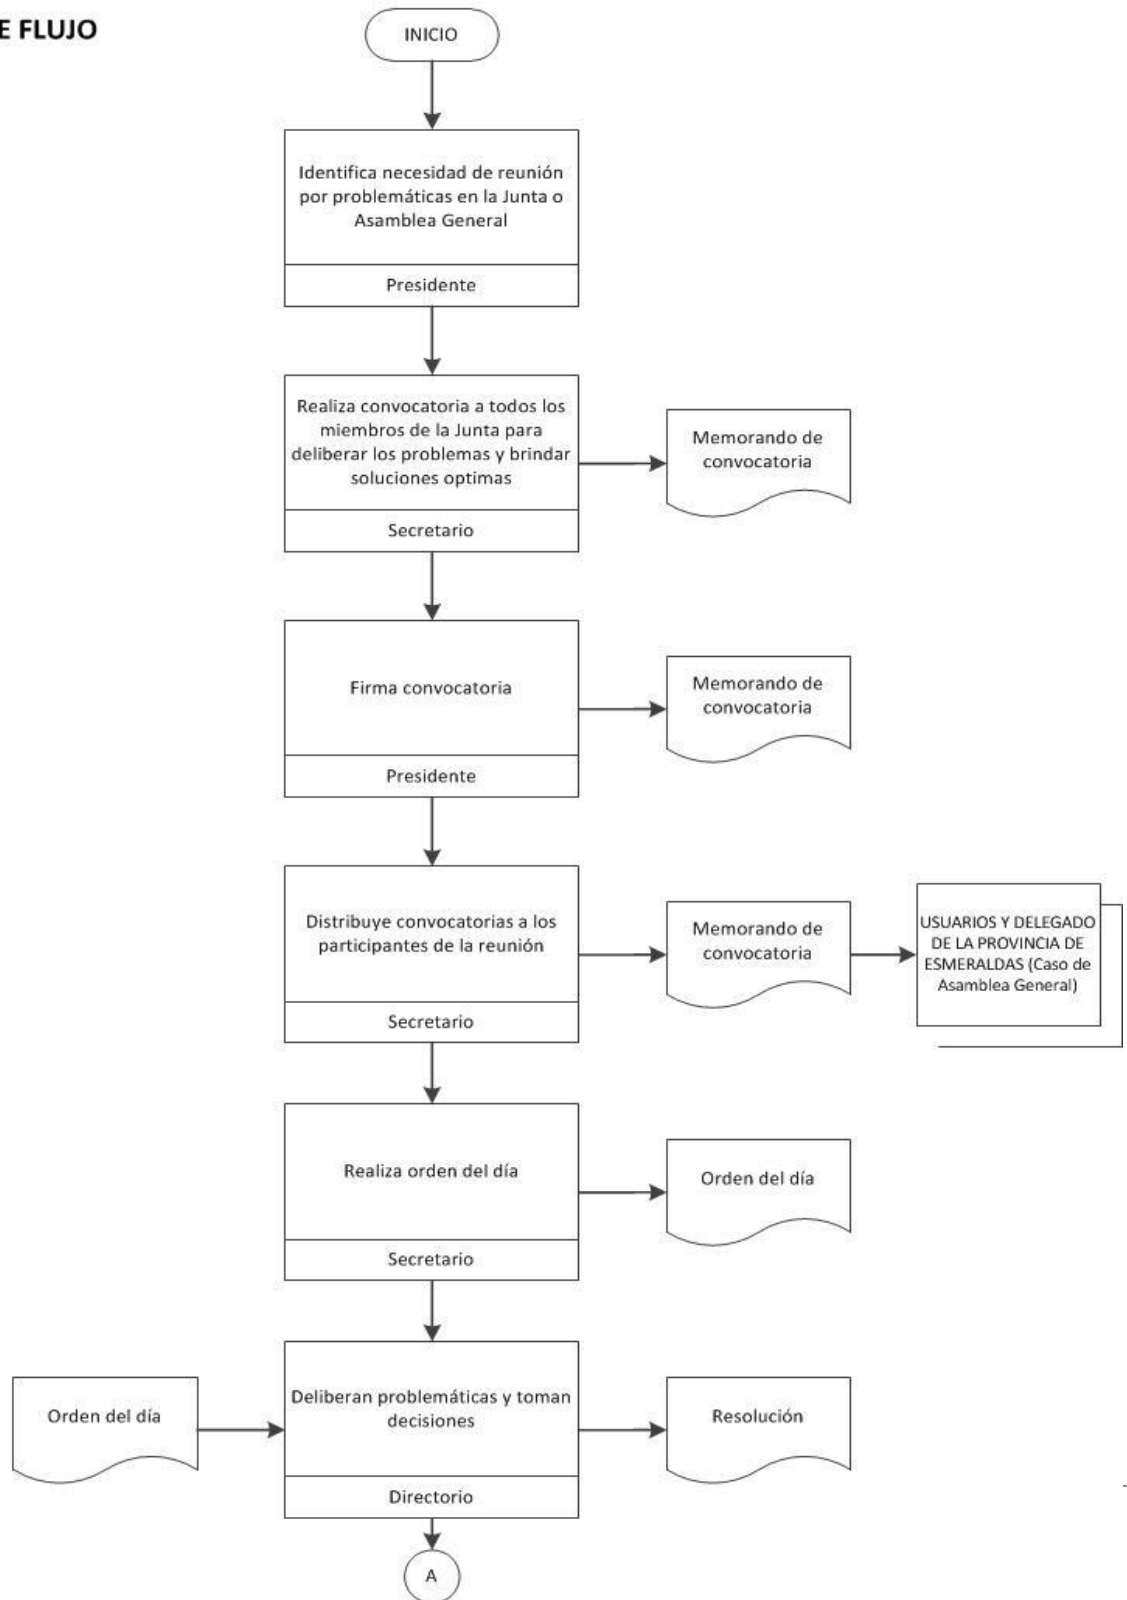 E FLUJO
INICIO
Identifica necesidad de reunión
por problemáticas en la Junta o
Asamblea General
Presidente
Realiza convocatoria a todos los
miembros de la Junta para
deliberar los problemas y brindar
soluciones optimas
Secretario
Memorando de
convocatoria
Firma convocatoria
Presidente
Memorando de
convocatoria
Distribuye convocatorias a los
participantes de la reunión
Secretario
Memorando de
convocatoria
USUARIOS Y DELEGADO
DE LA PROVINCIA DE
ESMERALDAS (Caso de
Asamblea General)
Realiza orden del día
Secretario
Orden del día
Orden del día
Deliberan problemáticas y toman
decisiones
Directorio
Resolución
A